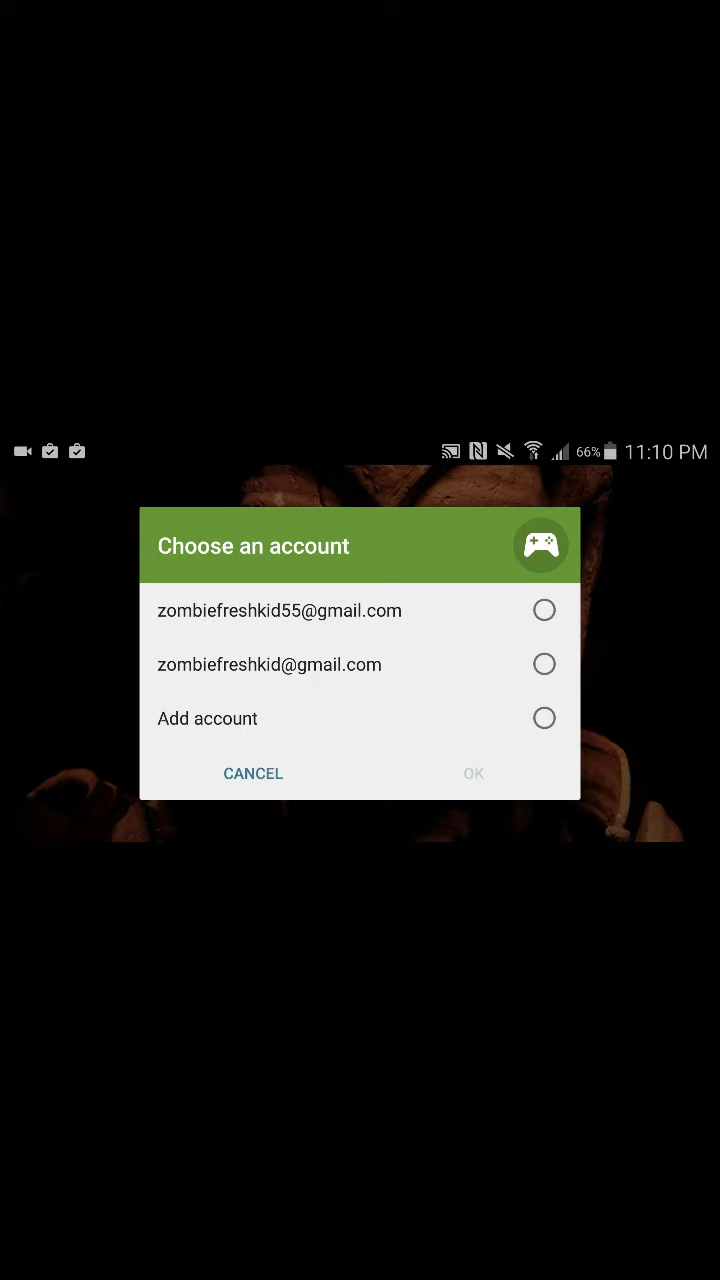 66% 11:10 PM
Choose an account
zombiefreshkid55@gmail.com
zombiefreshkid@gmail.com
Add account
CANCEL OK